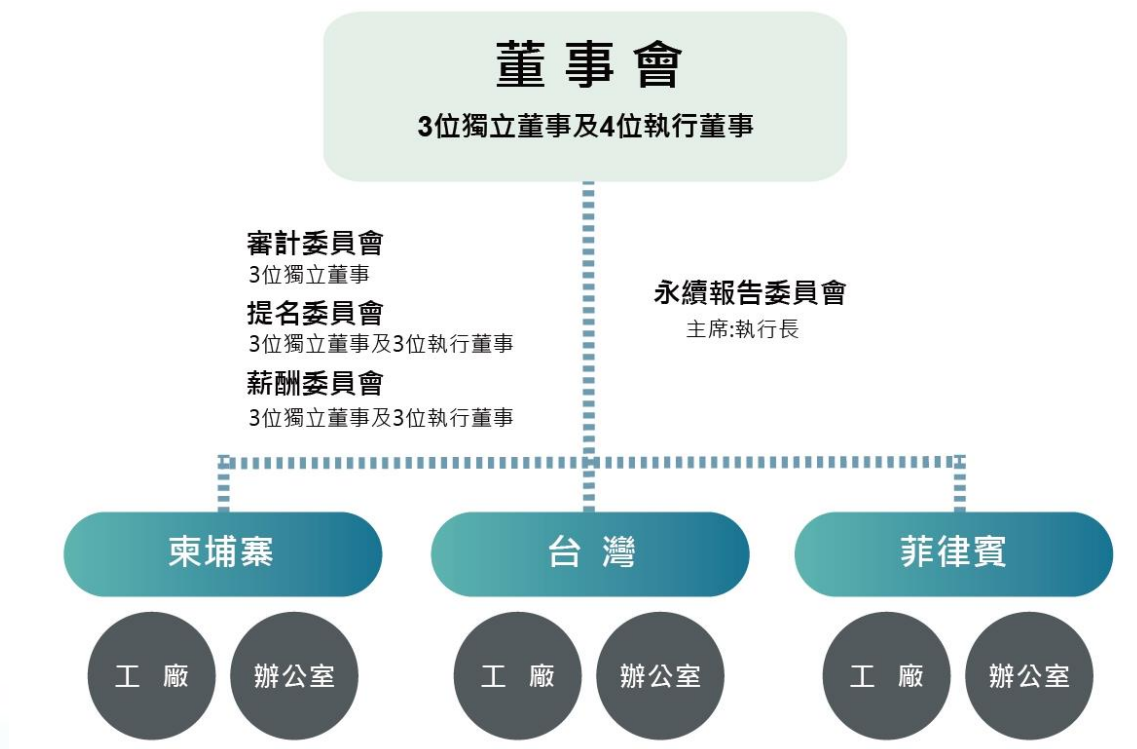 董事會
3位獨立董事及4位執行董事
審計委員會
3位獨立董事
提名委員會
3位獨立董事及3位執行董事
薪酬委員會
3位獨立董事及3位執行董事
永續報告委員會
主席:執行長
柬埔寨
台灣
菲律賓
工廠
辦公室
工廠
辦公室
工廠
辦公室